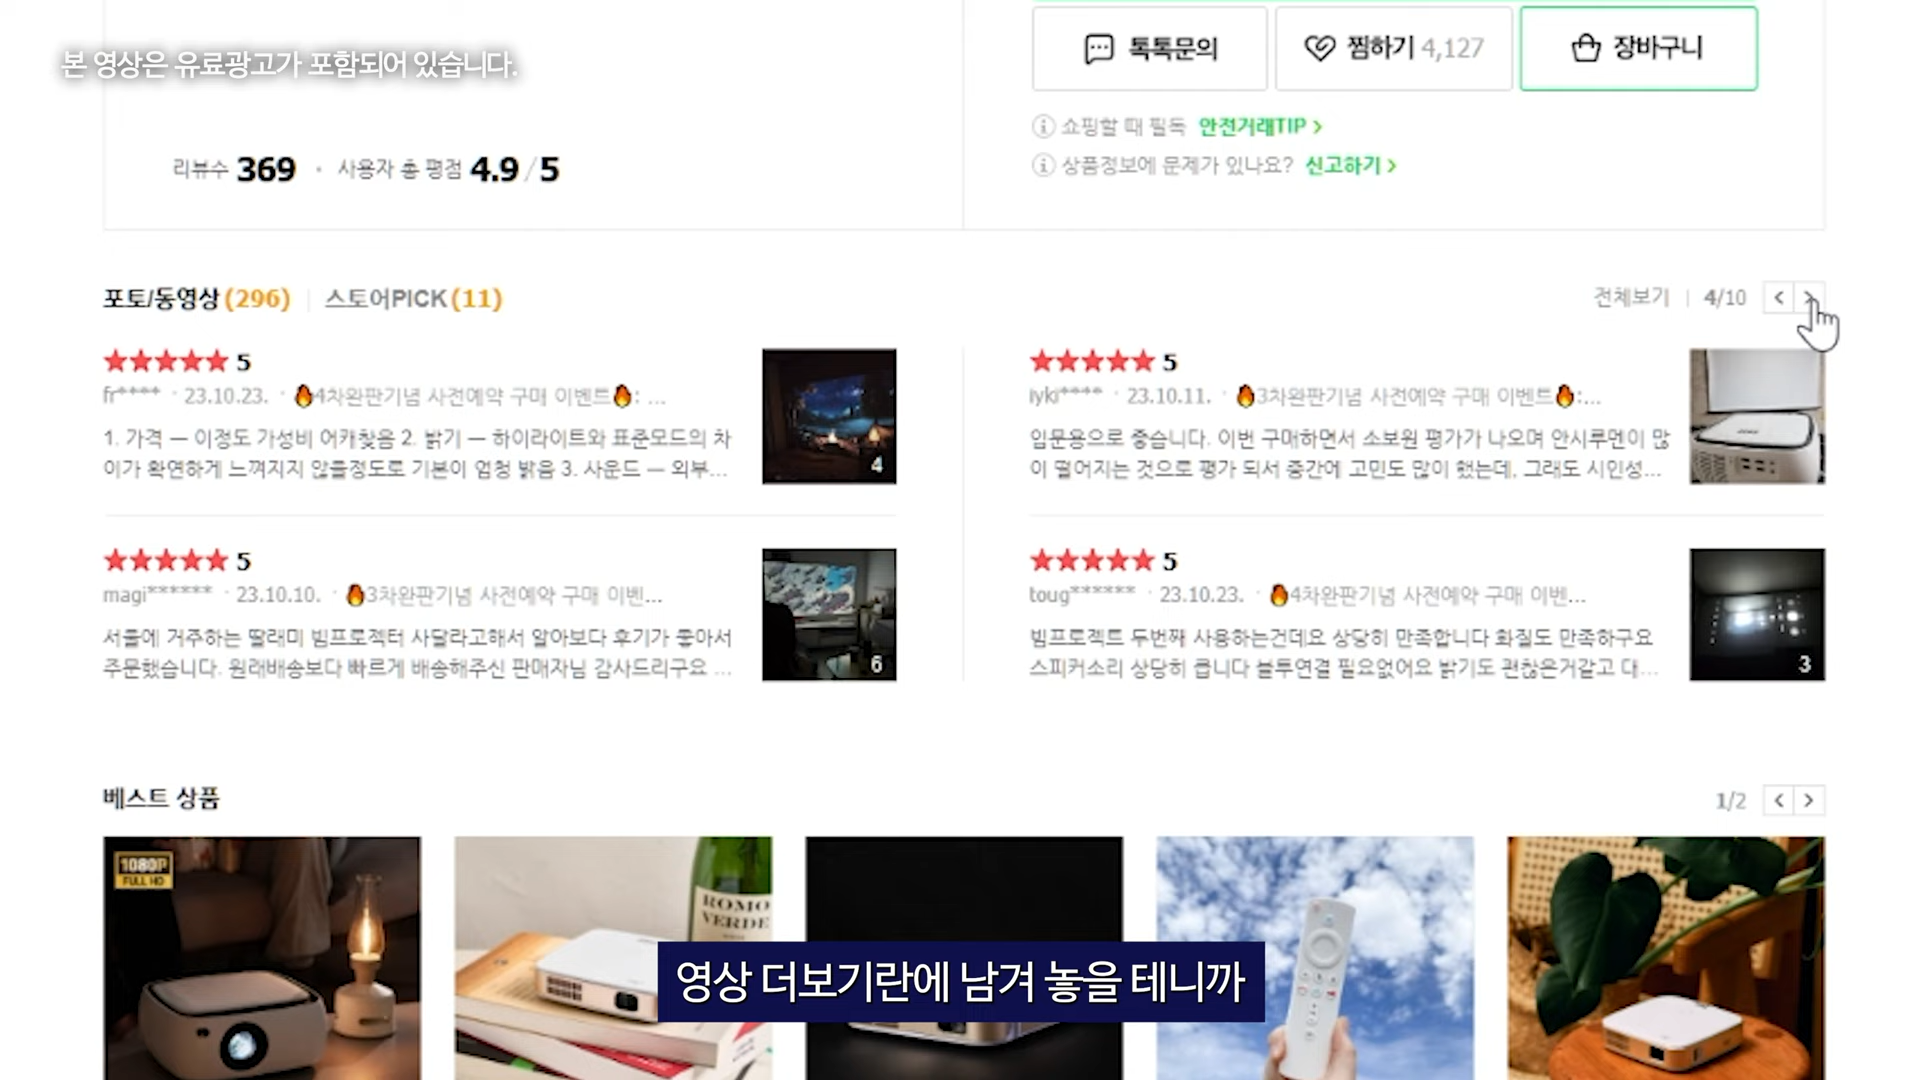 본 영상은 유료광고가 포함되어 있습니다.
톡톡문의
찜하기 4,127
장바구니
쇼핑할 때 필독 안전거래TIP >
상품정보에 문제가 있나요? 신고하기 >
리뷰수 369 · 사용자 총 평점 4.9 / 5
포토/동영상 (296) | 스토어PICK (11)
전체보기 | 4/10
★★★★★ 5
fr**** · 23.10.23. · 🔥4차완판기념 사전예약 구매 이벤트🔥: ...
1. 가격 — 이정도 가성비 어캐찾음 2. 밝기 — 하이라이트와 표준모드의 차
이가 확연하게 느껴지지 않을정도로 기본이 엄청 밝음 3. 사운드 — 외부...
4
★★★★★ 5
iyki**** · 23.10.11. · 🔥3차완판기념 사전예약 구매 이벤트🔥:...
입문용으로 좋습니다. 이번 구매하면서 소보원 평가가 나오며 안시루멘이 많
이 떨어지는 것으로 평가 되서 중간에 고민도 많이 했는데, 그래도 시인성...
★★★★★ 5
magi****** · 23.10.10. · 🔥3차완판기념 사전예약 구매 이벤...
서울에 거주하는 딸래미 빔프로젝터 사달라고해서 알아보다 후기가 좋아서
주문했습니다. 원래배송보다 빠르게 배송해주신 판매자님 감사드리구요 ...
6
★★★★★ 5
toug****** · 23.10.23. · 🔥4차완판기념 사전예약 구매 이벤...
빔프로젝트 두번째 사용하는건데요 상당히 만족합니다 화질도 만족하구요
스피커소리 상당히 큽니다 블투연결 필요없어요 밝기도 괜찮은거같고 대...
3
베스트 상품
1/2
1080P
FULL HD
ROMO
VERDE
영상 더보기란에 남겨 놓을 테니까